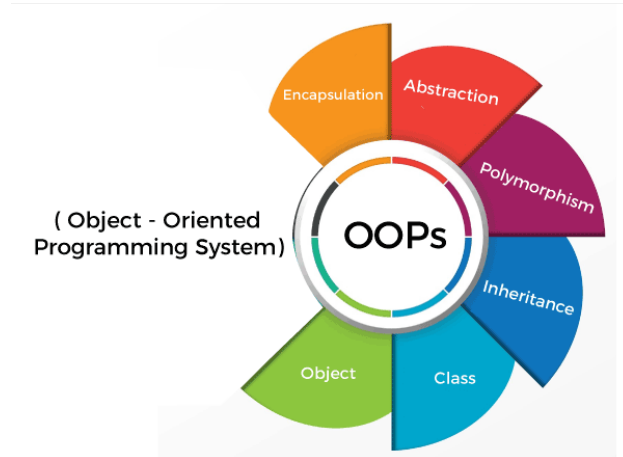 Encapsulation
Abstraction
Polymorphism
( Object - Oriented
Programming System)
OOPs
Inheritance
Object
Class